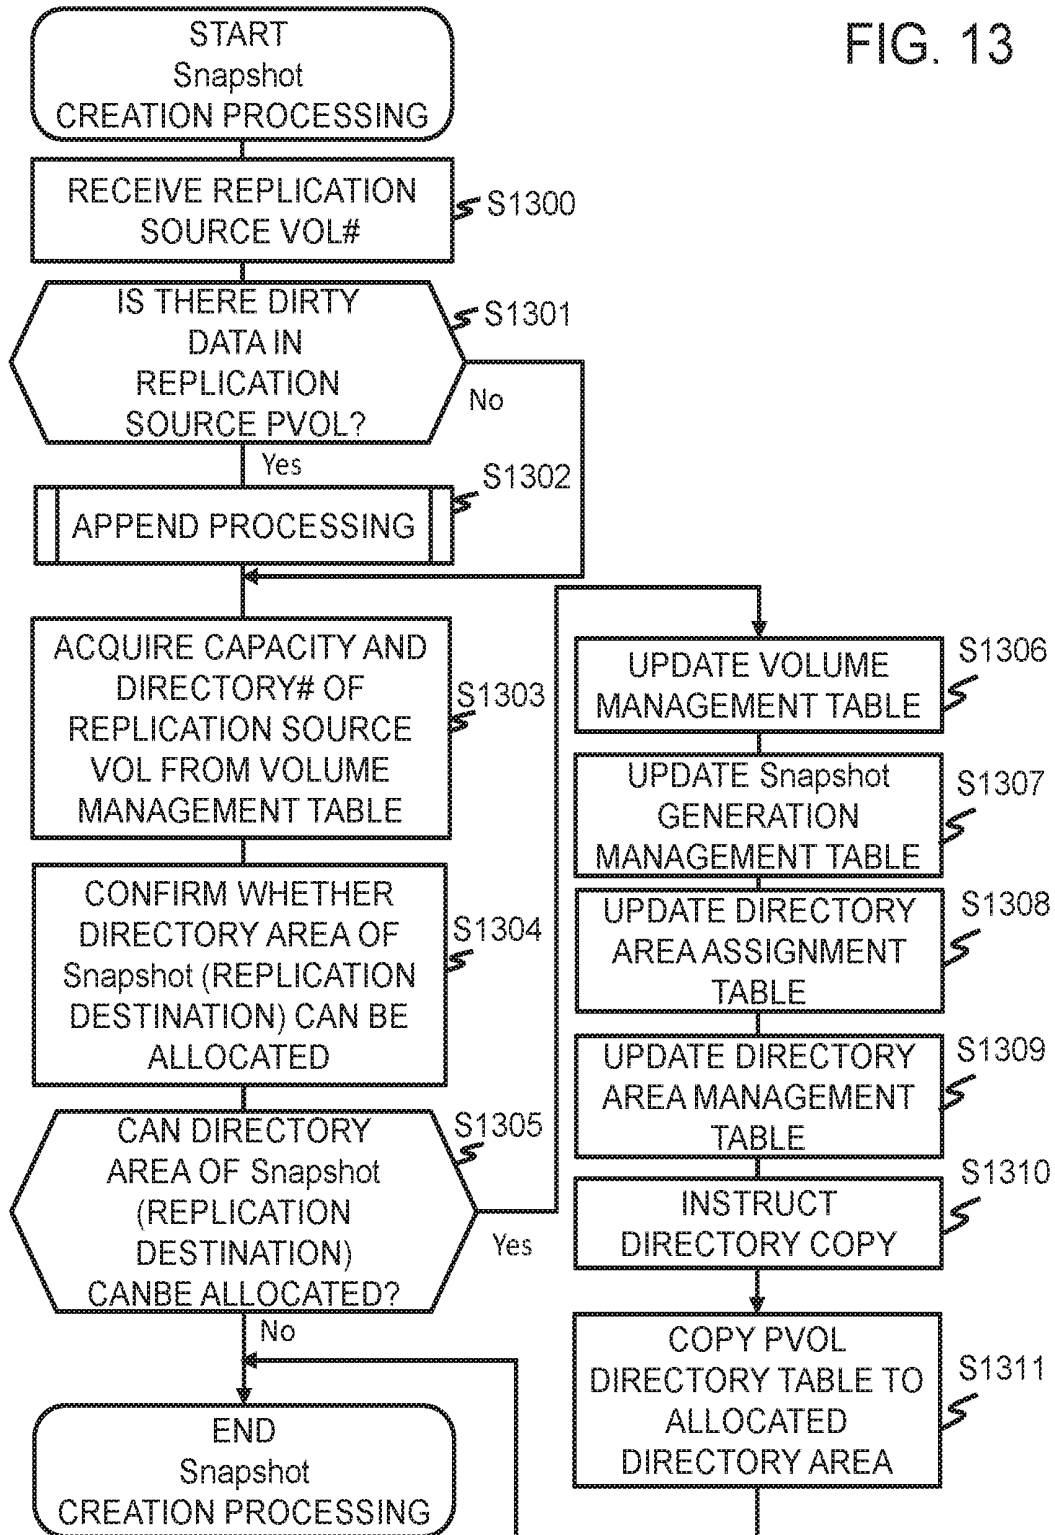 FIG. 13
START
Snapshot
CREATION PROCESSING
RECEIVE REPLICATION
SOURCE VOL#
S1300
IS THERE DIRTY
DATA IN
REPLICATION
SOURCE PVOL?
S1301
No
Yes
S1302
APPEND PROCESSING
ACQUIRE CAPACITY AND
DIRECTORY# OF
REPLICATION SOURCE
VOL FROM VOLUME
MANAGEMENT TABLE
S1303
CONFIRM WHETHER
DIRECTORY AREA OF
Snapshot (REPLICATION
DESTINATION) CAN BE
ALLOCATED
S1304
CAN DIRECTORY
AREA OF Snapshot
(REPLICATION
DESTINATION)
CANBE ALLOCATED?
S1305
Yes
No
END
Snapshot
CREATION PROCESSING
UPDATE VOLUME
MANAGEMENT TABLE
S1306
UPDATE Snapshot
GENERATION
MANAGEMENT TABLE
S1307
UPDATE DIRECTORY
AREA ASSIGNMENT
TABLE
S1308
UPDATE DIRECTORY
AREA MANAGEMENT
TABLE
S1309
INSTRUCT
DIRECTORY COPY
S1310
COPY PVOL
DIRECTORY TABLE TO
ALLOCATED
DIRECTORY AREA
S1311